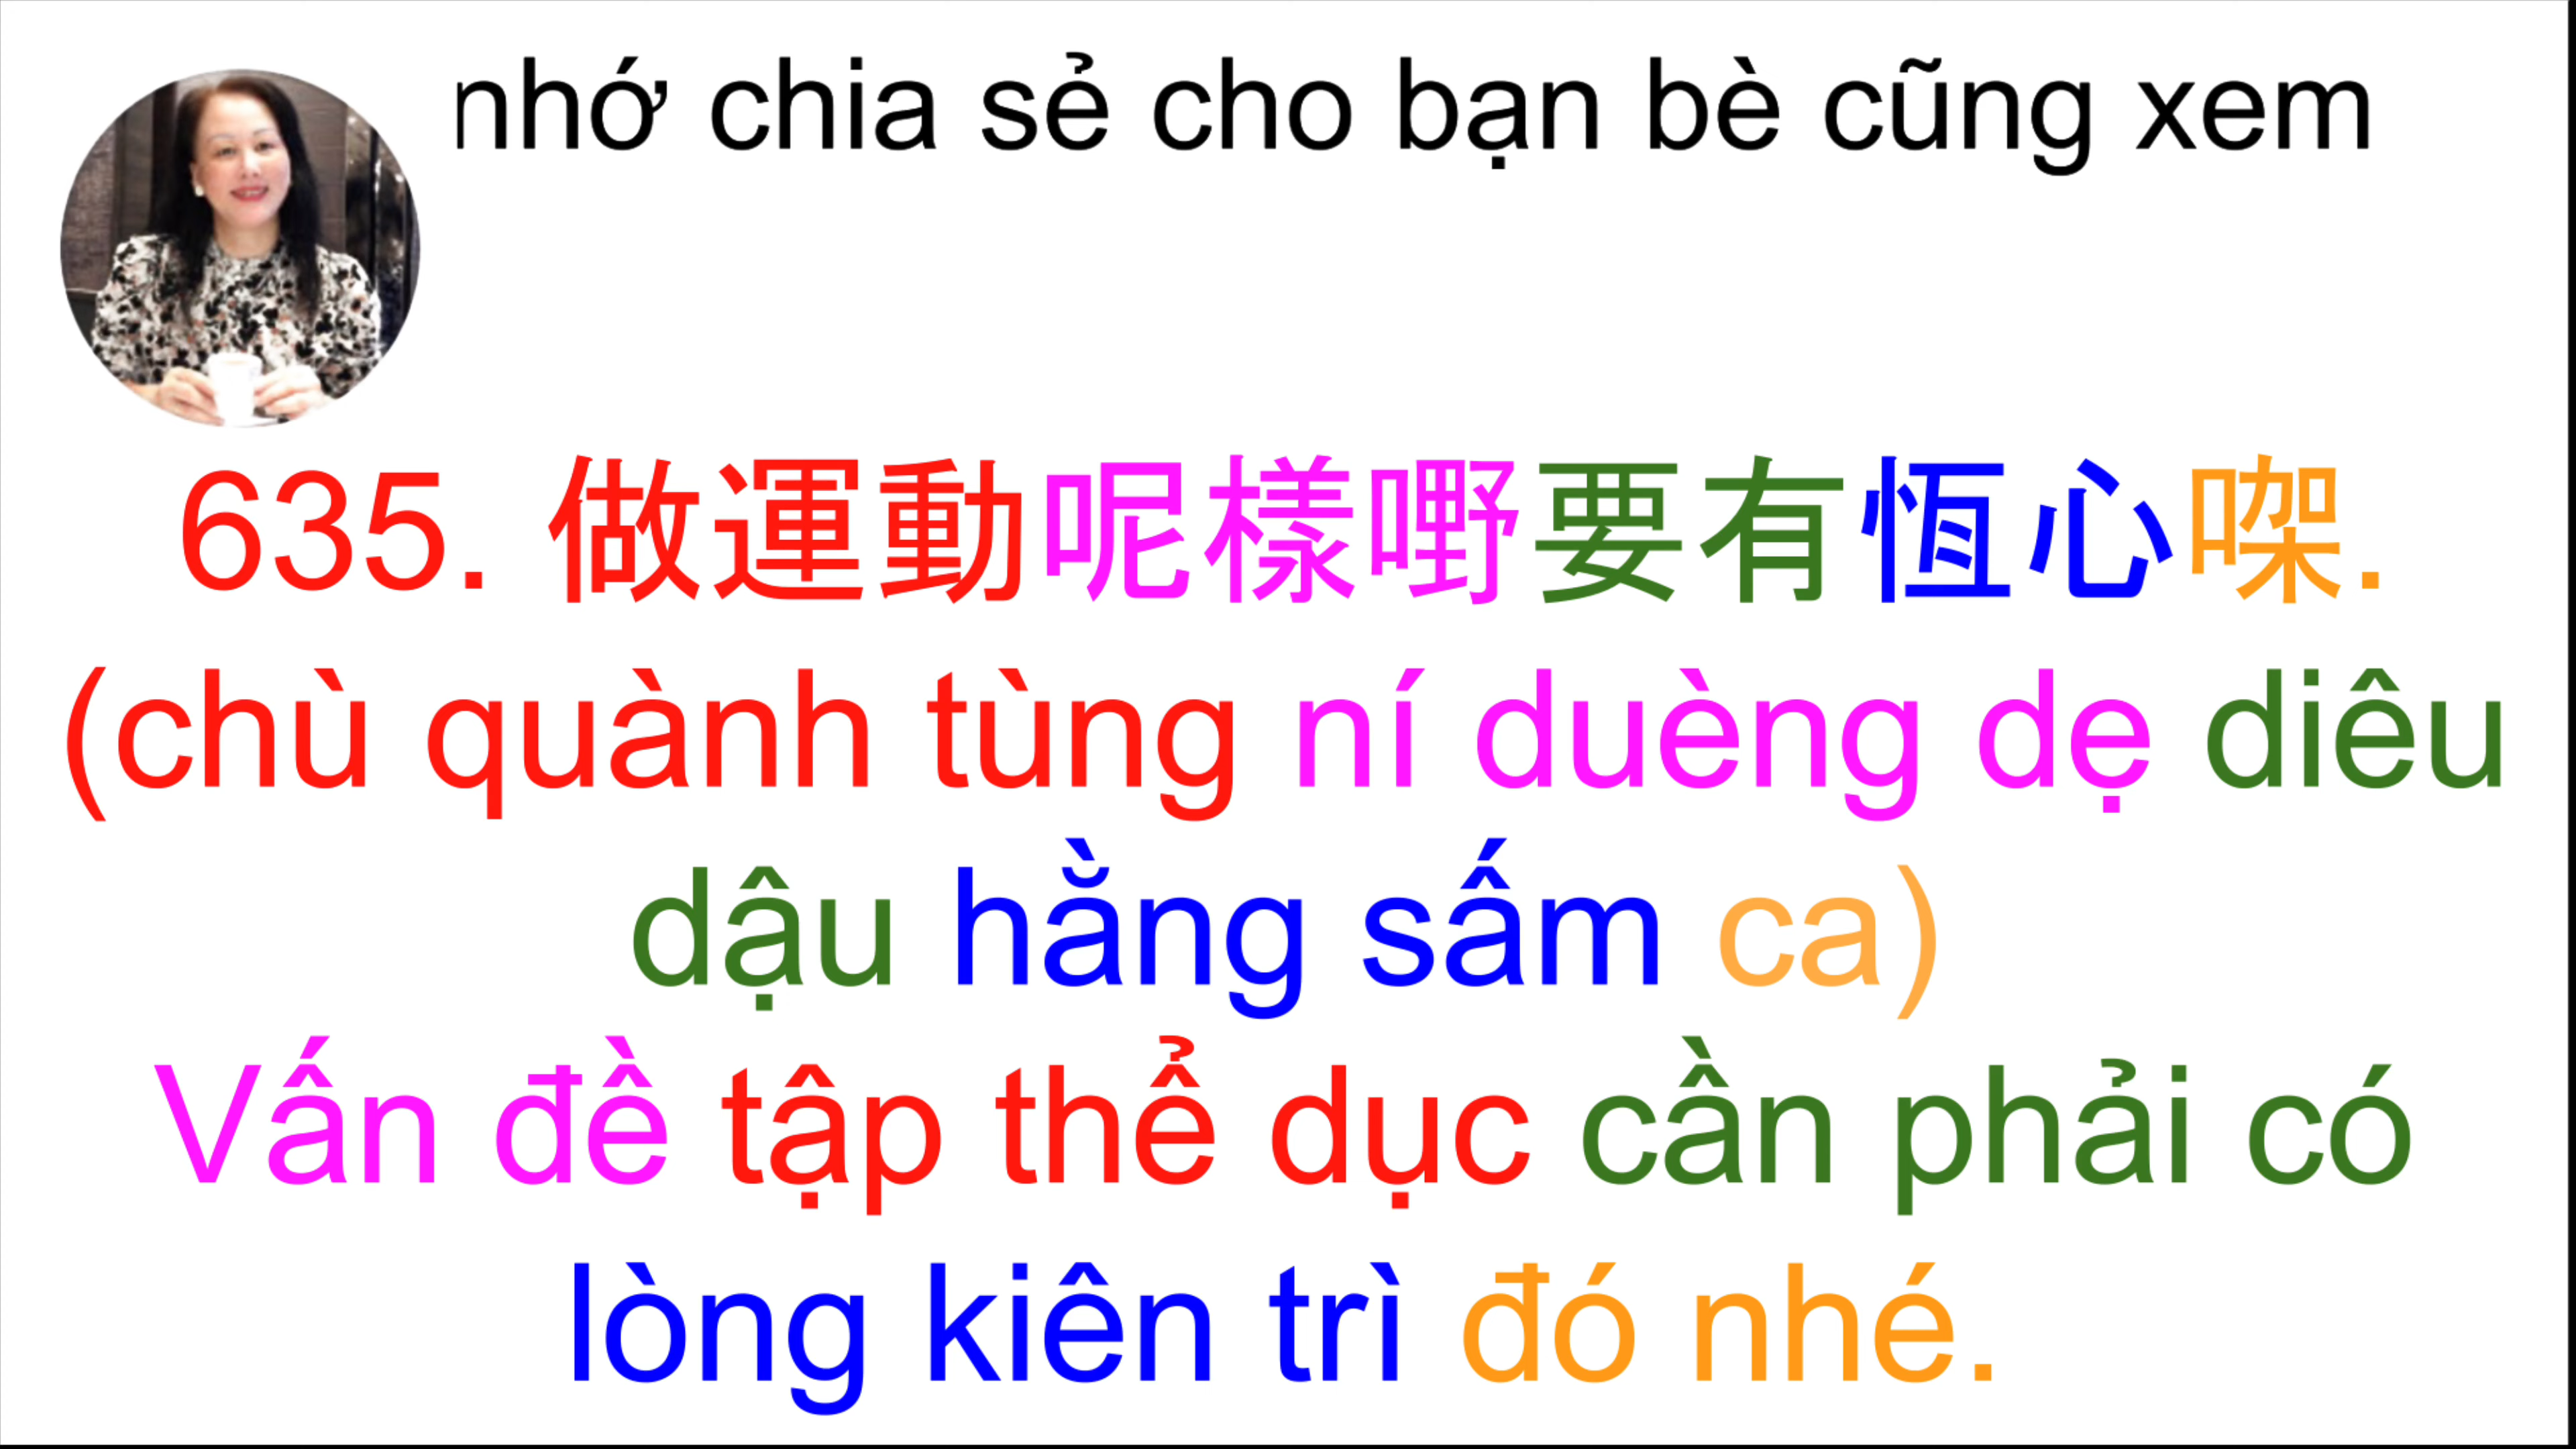 nhớ chia sẻ cho bạn bè cũng xem
635. 做運動呢樣嘢要有恆心㗎.
(chù quành tùng ní duèng dẹ diêu
dậu hằng sấm ca)
Vấn đề tập thể dục cần phải có
lòng kiên trì đó nhé.